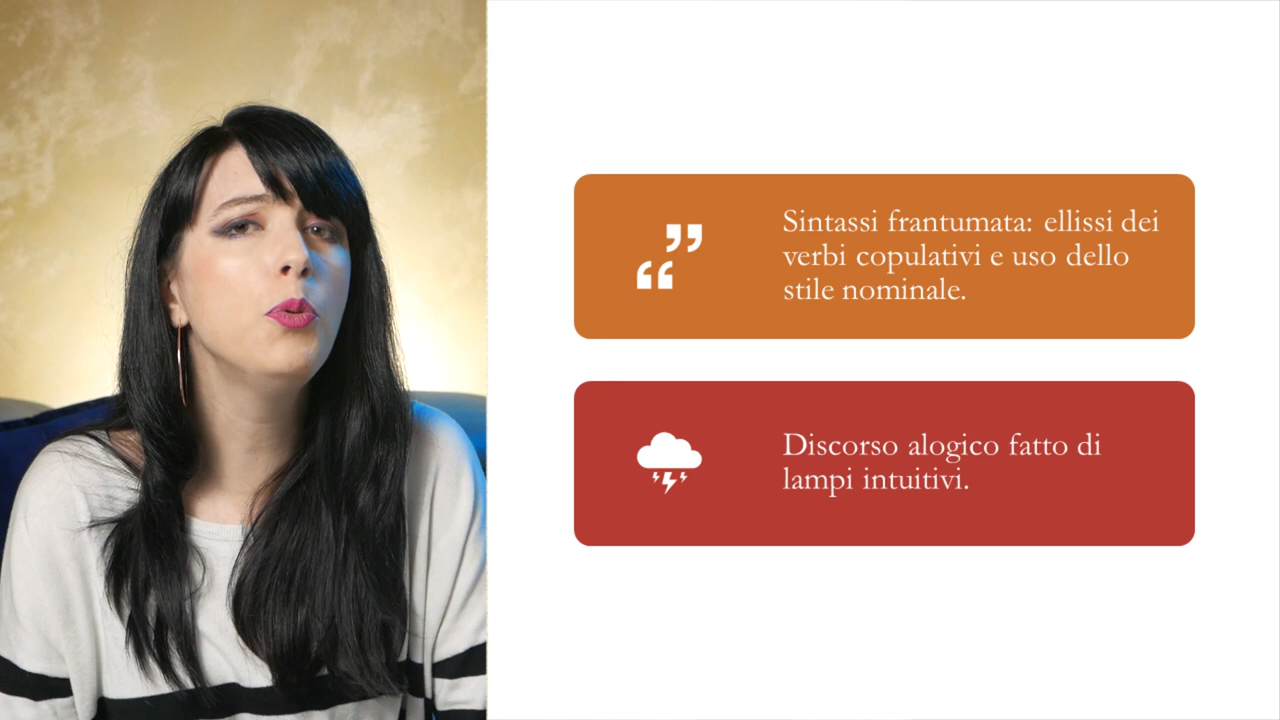 Sintassi frantumata: ellissi dei
verbi copulativi e uso dello
stile nominale.
Discorso alogico fatto di
lampi intuitivi.